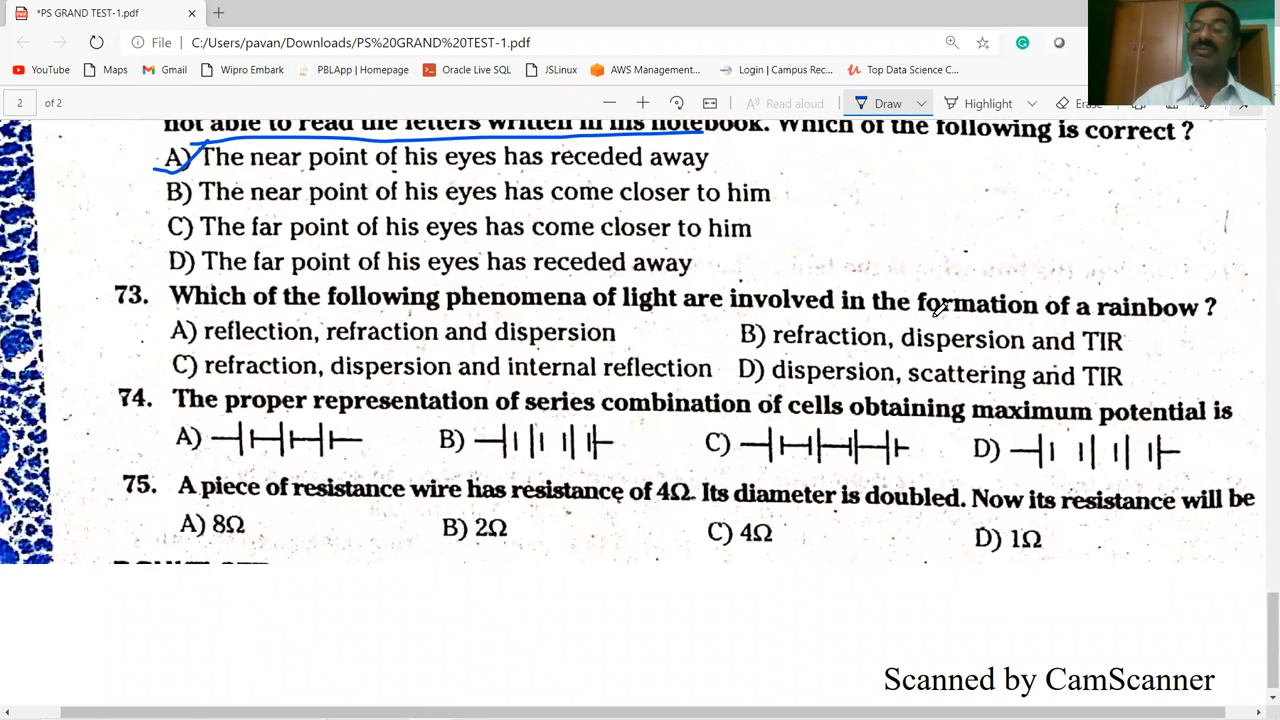 *PS GRAND TEST-1.pdf
File | C:/Users/pavan/Downloads/PS%20GRAND%20TEST-1.pdf
YouTube Maps Gmail Wipro Embark PBLApp | Homepage Oracle Live SQL JSLinux AWS Management... Login | Campus Rec... Top Data Science C...
2 of 2 Read aloud Draw Highlight
not able to read the letters written in his notebook. Which of the following is correct ?
A) The near point of his eyes has receded away
B) The near point of his eyes has come closer to him
C) The far point of his eyes has come closer to him
D) The far point of his eyes has receded away
73. Which of the following phenomena of light are involved in the formation of a rainbow ?
A) reflection, refraction and dispersion B) refraction, dispersion and TIR
C) refraction, dispersion and internal reflection D) dispersion, scattering and TIR
74. The proper representation of series combination of cells obtaining maximum potential is
A) B) C) D)
75. A piece of resistance wire has resistance of 4Ω. Its diameter is doubled. Now its resistance will be
A) 8Ω B) 2Ω C) 4Ω D) 1Ω
Scanned by CamScanner